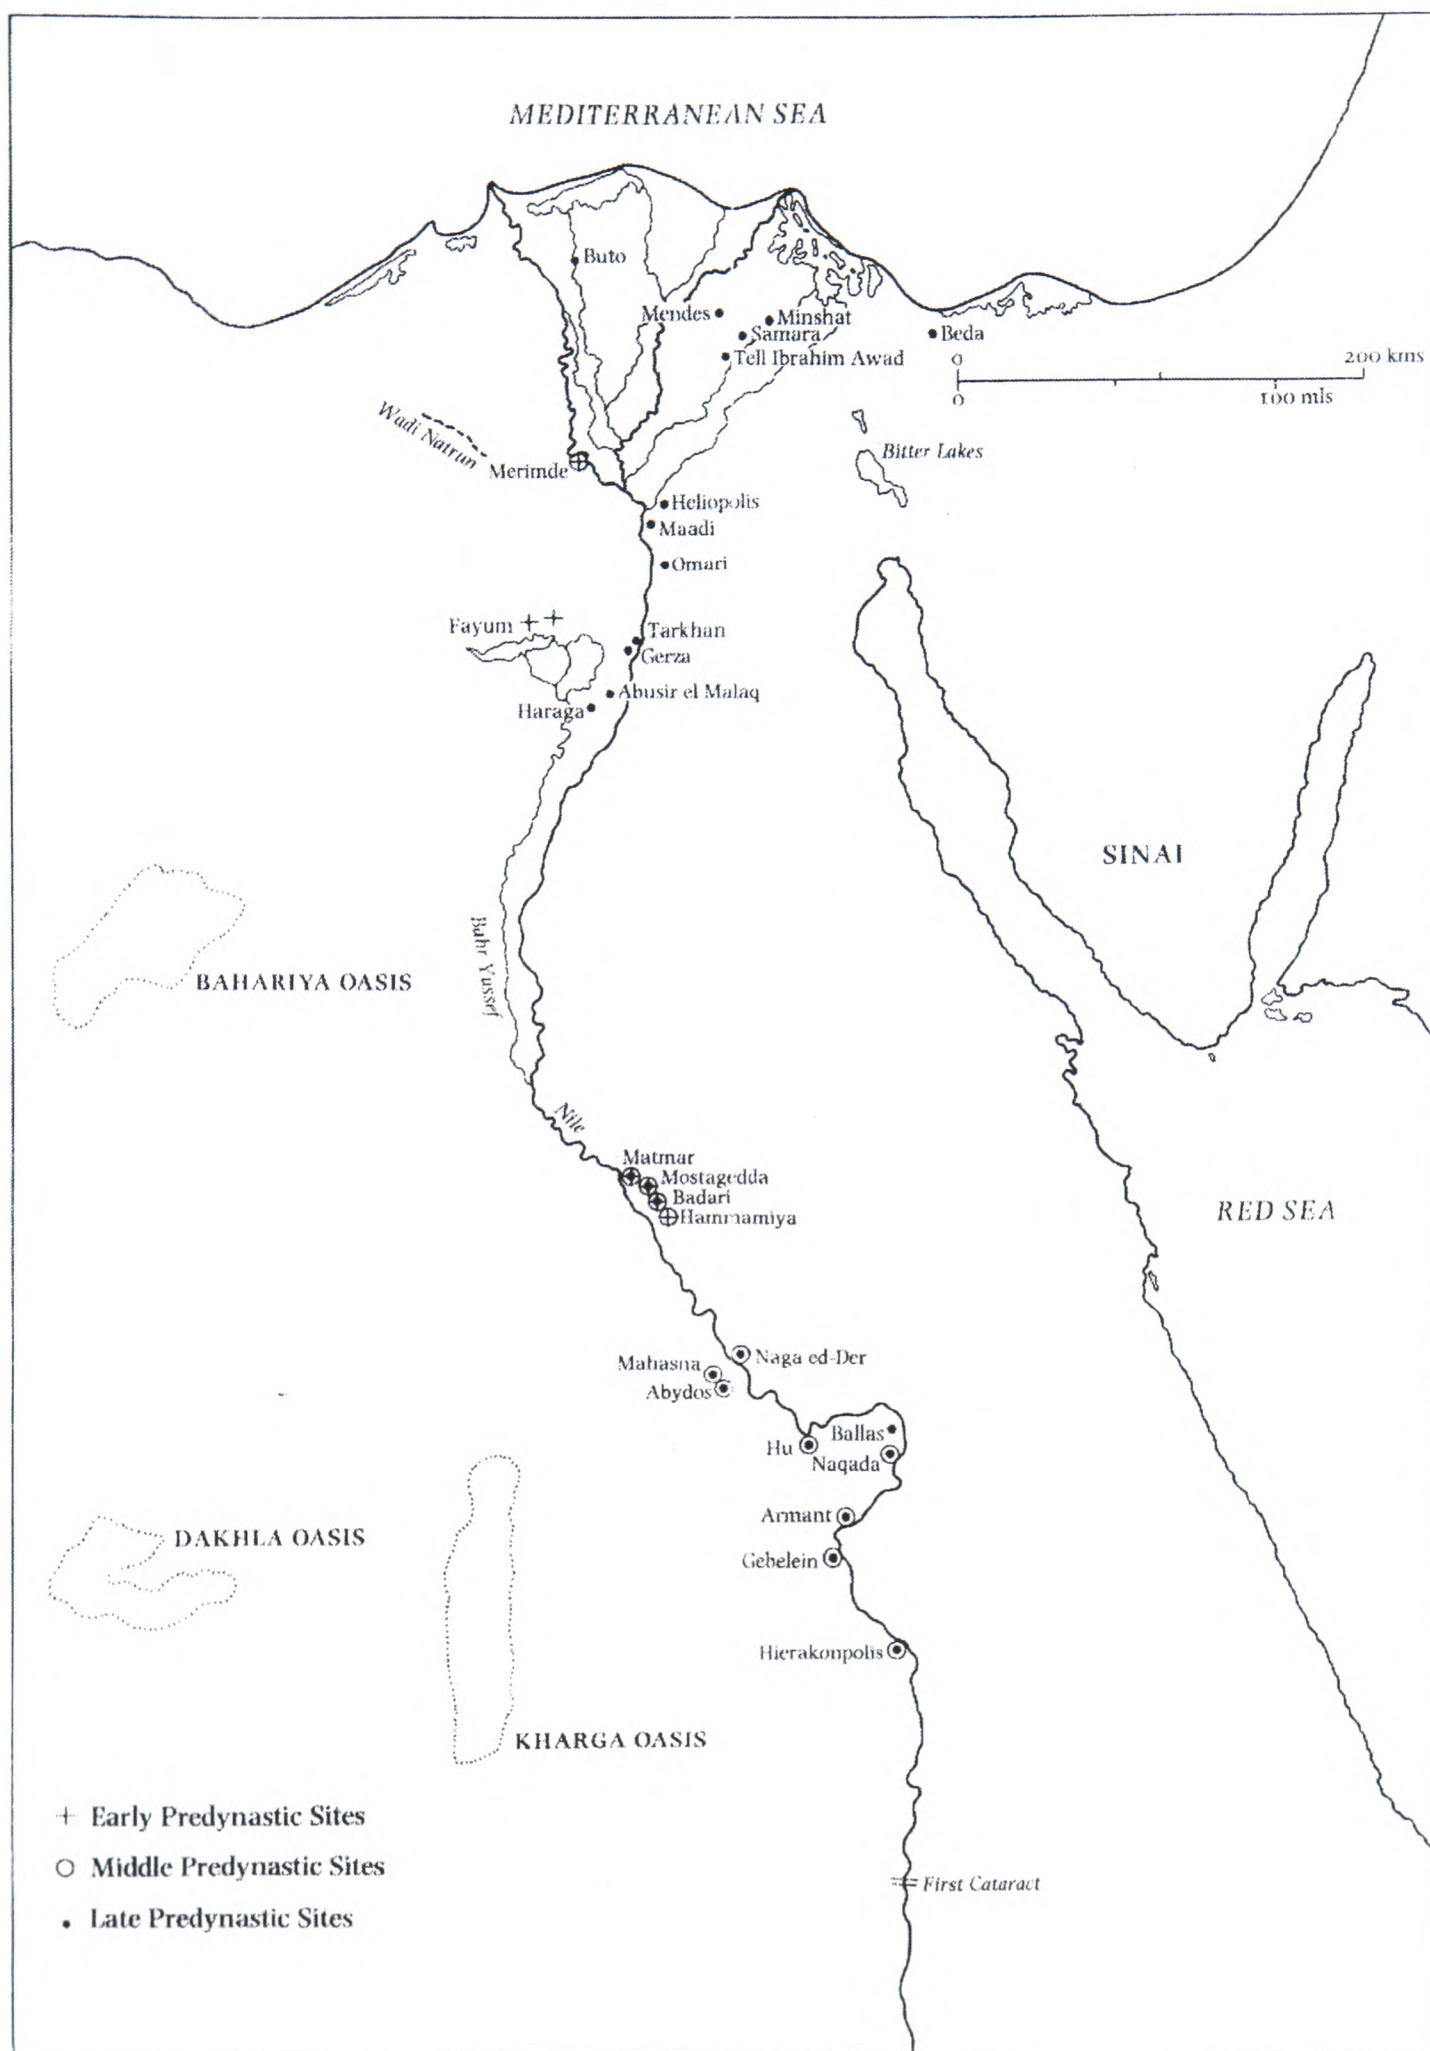 MEDITERRANEAN SEA
Buto
Mendes
Minshat
Samara
Tell Ibrahim Awad
Beda
0
200 kms
0
100 mls
Wadi Natrun
Merimde
Bitter Lakes
Heliopolis
Maadi
Omari
Fayum
Tarkhan
Gerza
Abusir el Malaq
Haraga
SINAI
Bahr Yussef
BAHARIYA OASIS
Nile
Matmar
Mostagedda
Badari
Hammamiya
RED SEA
Naga ed-Der
Mahasna
Abydos
Ballas
Hu
Naqada
Armant
DAKHLA OASIS
Gebelein
Hierakonpolis
KHARGA OASIS
Early Predynastic Sites
Middle Predynastic Sites
First Cataract
Late Predynastic Sites